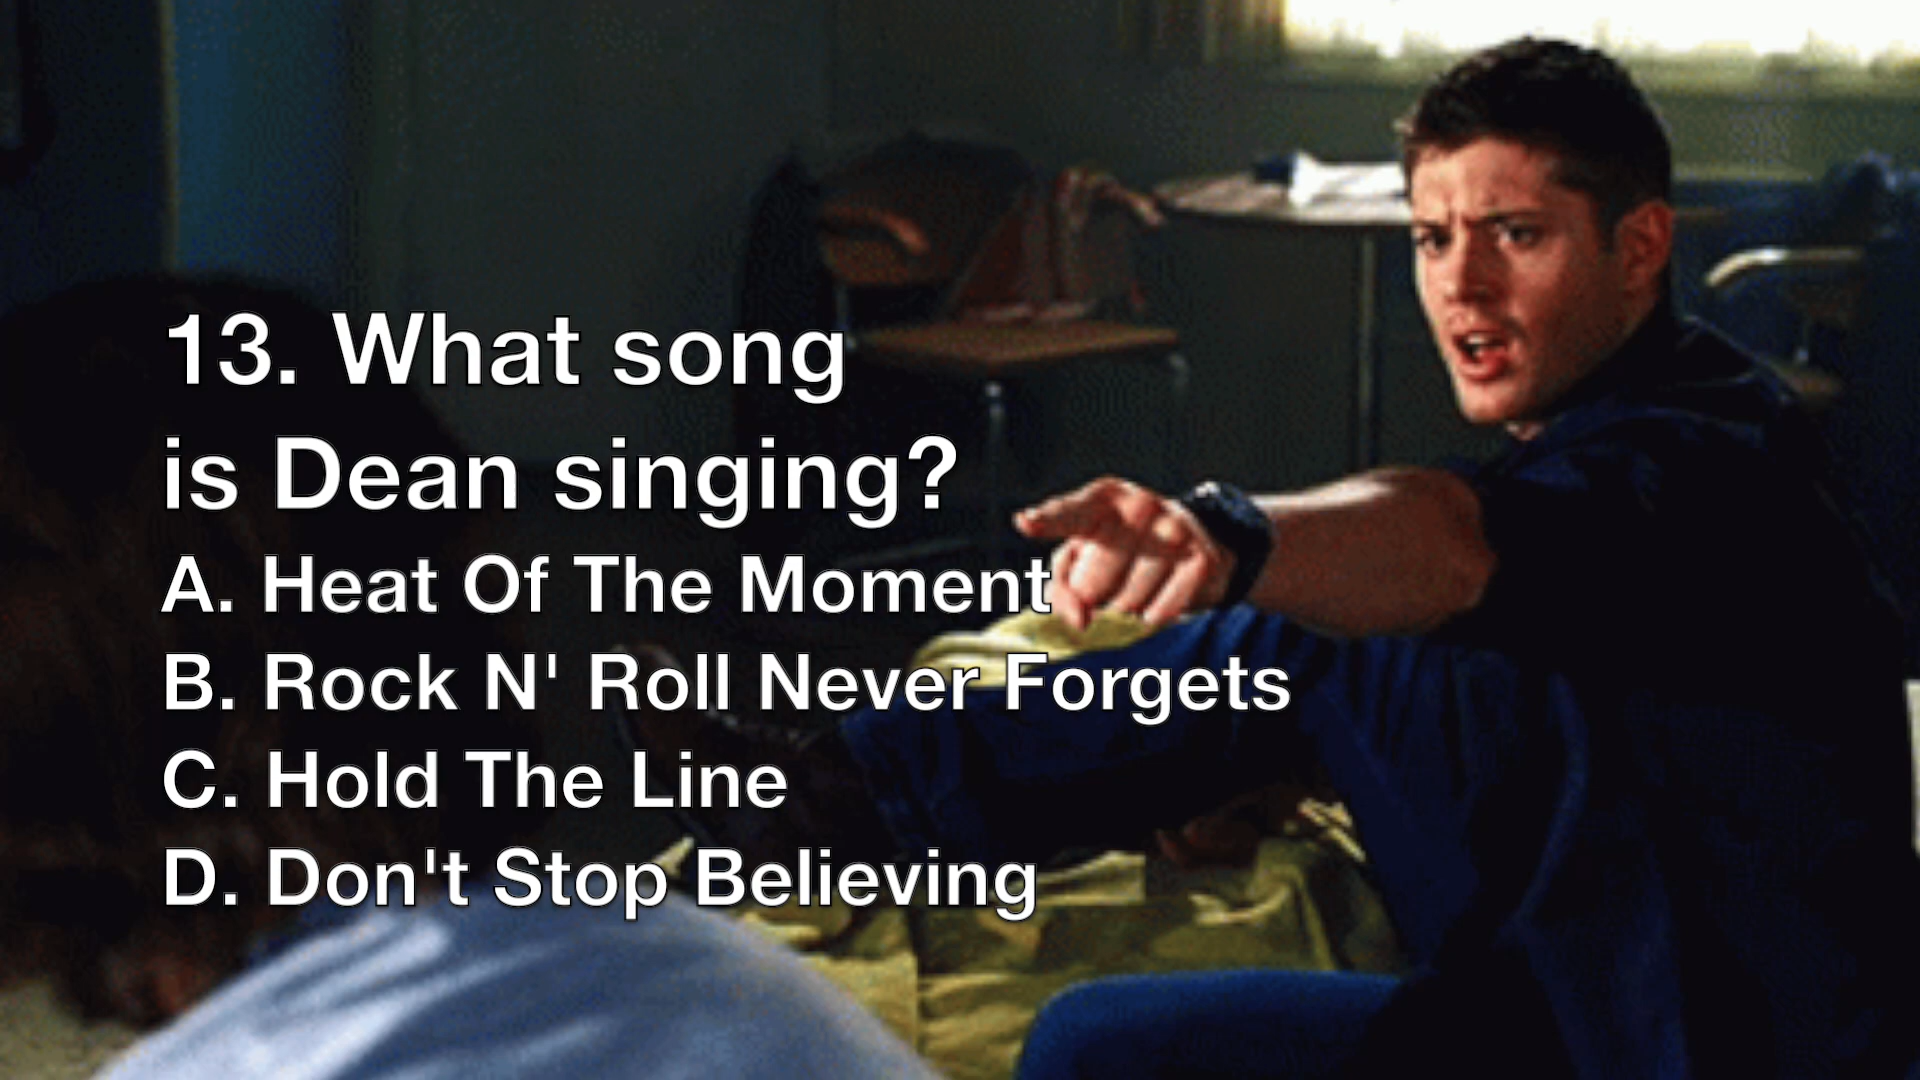 13. What song
is Dean singing?
A. Heat Of The Moment
B. Rock N' Roll Never Forgets
C. Hold The Line
D. Don't Stop Believing